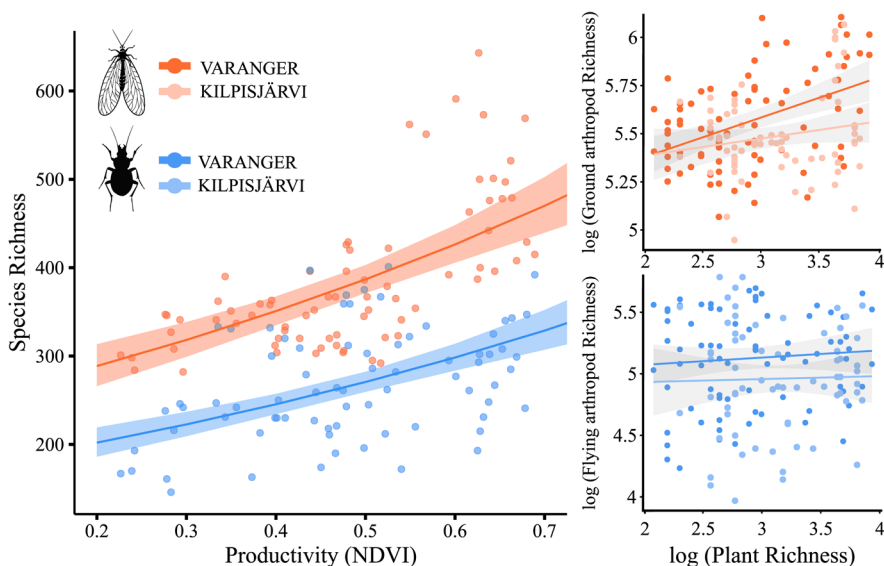 VARANGER
KILPISJÄRVI
VARANGER
KILPISJÄRVI
Species Richness
600
500
400
300
200
0.2 0.3 0.4 0.5 0.6 0.7
Productivity (NDVI)
log (Ground arthropod Richness)
6
5.75
5.5
5.25
5
2 2.5 3 3.5 4
log (Flying arthropod Richness)
5.5
5
4.5
4
2 2.5 3 3.5 4
log (Plant Richness)